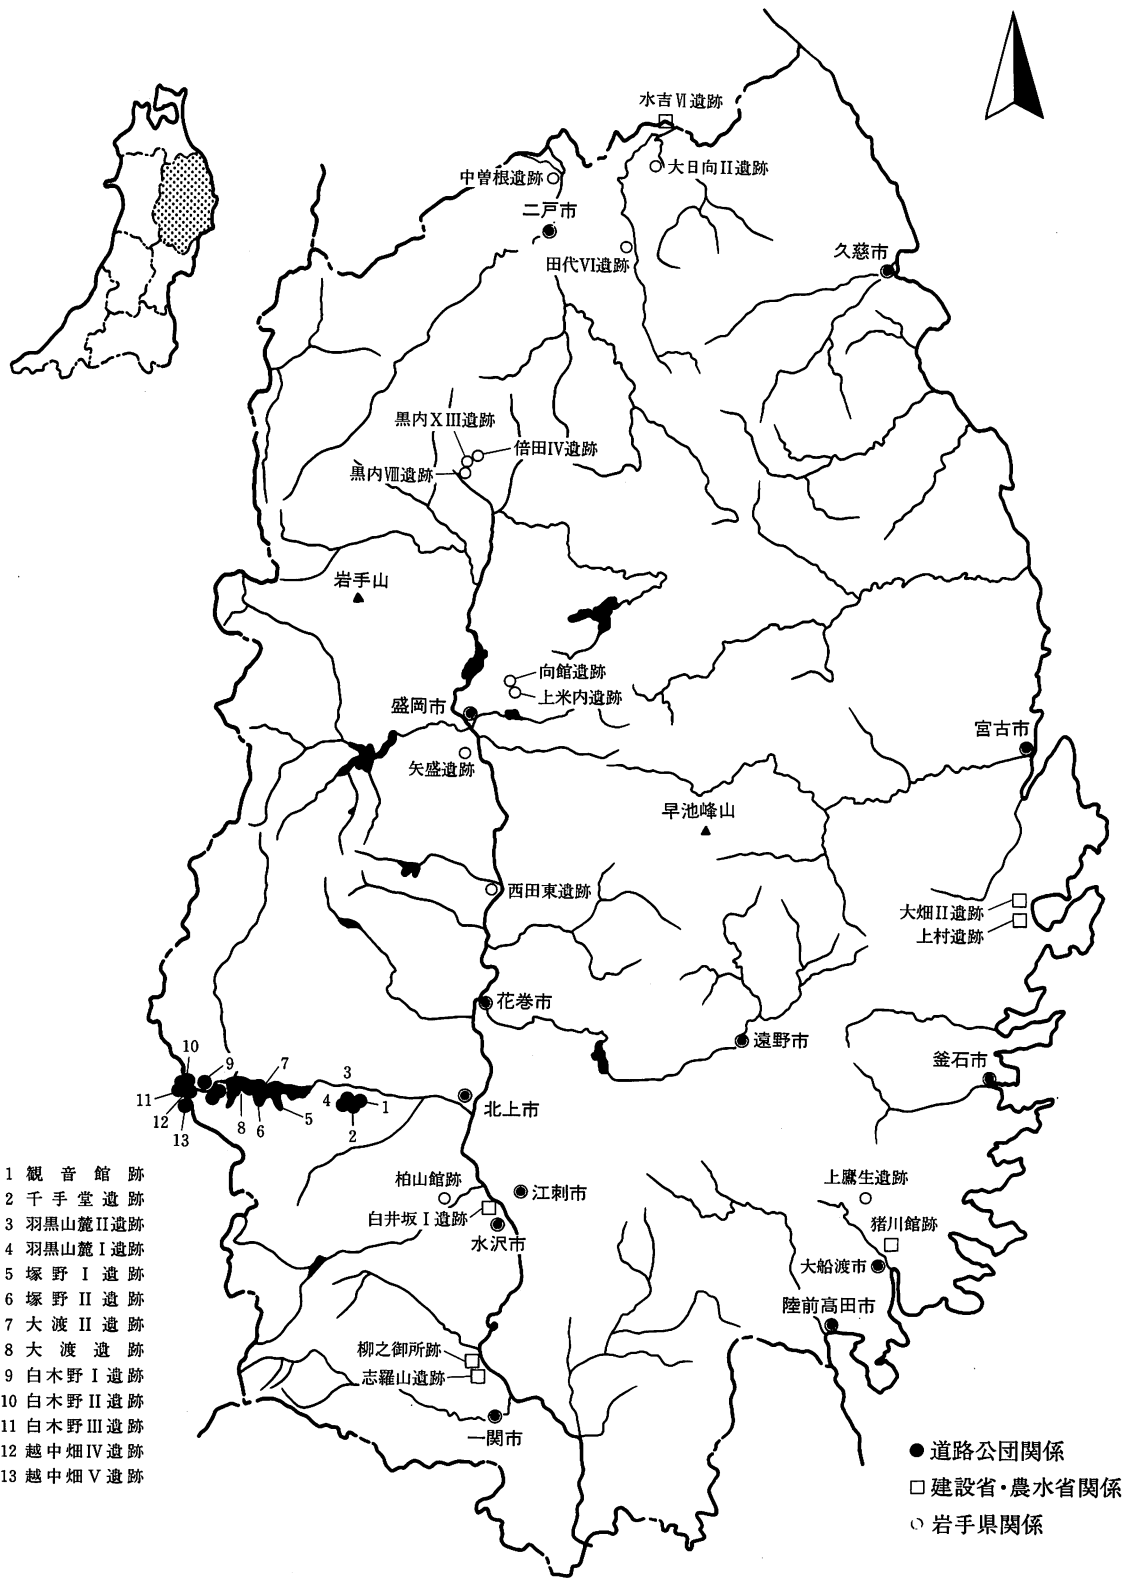 水吉Ⅵ遺跡
大日向II遺跡
中曽根遺跡
二戸市
田代VI遺跡
久慈市
黒内XⅢ遺跡
倍田IV遺跡
黒内Ⅷ遺跡
岩手山
向館遺跡
上米内遺跡
盛岡市
宮古市
矢盛遺跡
早池峰山
西田東遺跡
大畑II遺跡
上村遺跡
花巻市
遠野市
釜石市
10
9
7
3
11
4
1
北上市
12
8
6
5
2
13
柏山館跡
江刺市
上鷹生遺跡
白井坂I遺跡
水沢市
猪川館跡
大船渡市
陸前高田市
柳之御所跡
志羅山遺跡
一関市
1 観音館跡
2 千手堂遺跡
3 羽黒山麓II遺跡
4 羽黒山麓I遺跡
5 塚野I遺跡
6 塚野II遺跡
7 大渡II遺跡
8 大渡遺跡
9 白木野I遺跡
10 白木野II遺跡
11 白木野III遺跡
12 越中畑IV遺跡
13 越中畑V遺跡
● 道路公団関係
□ 建設省・農水省関係
○ 岩手県関係